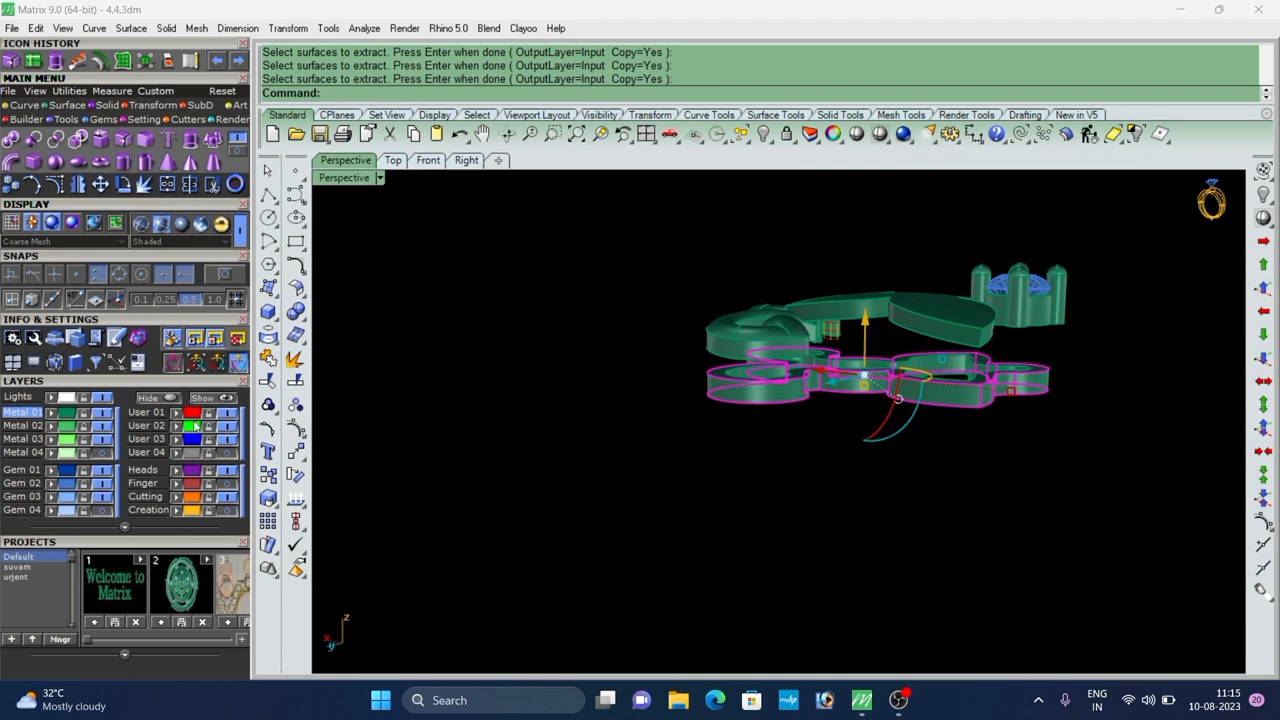 Matrix 9.0 (64-bit) - 4.4.3dm
File Edit View Curve Surface Solid Mesh Dimension Transform Tools Analyze Render Rhino 5.0 Blend Clayoo Help
ICON HISTORY
Select surfaces to extract. Press Enter when done ( OutputLayer=Input Copy=Yes ):
Select surfaces to extract. Press Enter when done ( OutputLayer=Input Copy=Yes ):
Select surfaces to extract. Press Enter when done ( OutputLayer=Input Copy=Yes ):
Command:
MAIN MENU
File View Utilities Measure Custom Reset
Curve Surface Solid Transform SubD Art
Builder Tools Gems Setting Cutters Render
Standard CPlanes Set View Display Select Viewport Layout Visibility Transform Curve Tools Surface Tools Solid Tools Mesh Tools Render Tools Drafting New in V5
Perspective Top Front Right
Perspective
DISPLAY
Coarse Mesh Shaded
SNAPS
0.1 0.25 0.5 1.0
INFO & SETTINGS
LAYERS
Lights Hide Show
Metal 01 User 01
Metal 02 User 02
Metal 03 User 03
Metal 04 User 04
Gem 01 Heads
Gem 02 Finger
Gem 03 Cutting
Gem 04 Creation
PROJECTS
Default
suvam
urjent
1 2 3
Welcome to
Matrix
Mngr
z
x
y
32°C
Mostly cloudy
Search
ENG
IN
11:15
10-08-2023
20